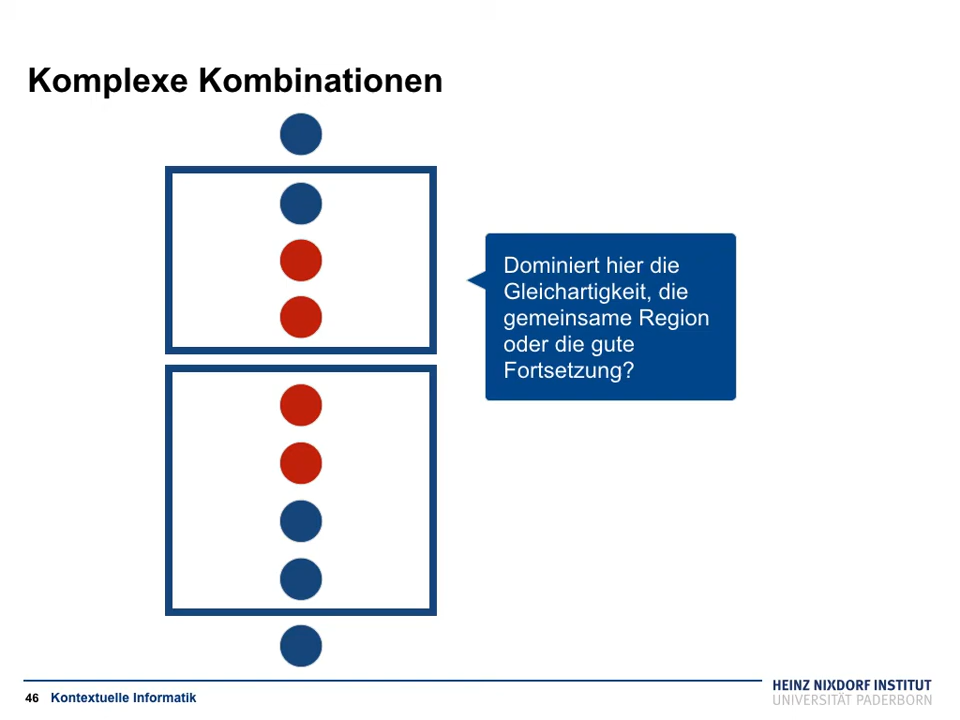 Komplexe Kombinationen
Dominiert hier die
Gleichartigkeit, die
gemeinsame Region
oder die gute
Fortsetzung?
46 Kontextuelle Informatik
HEINZ NIXDORF INSTITUT
UNIVERSITÄT PADERBORN